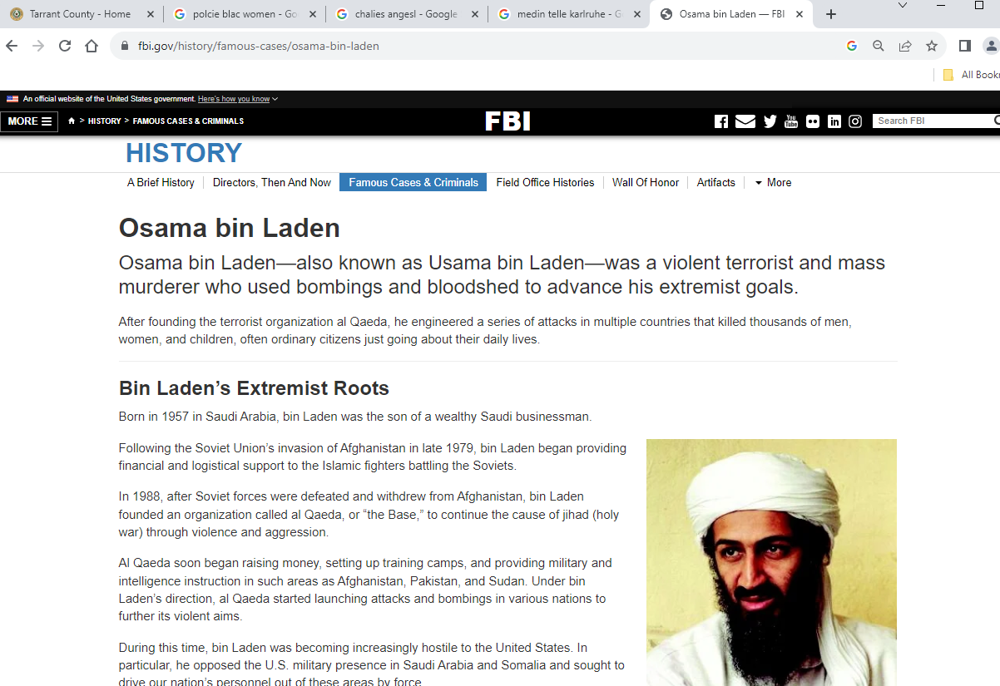 Tarrant County - Home
polcie blac women - Go
chalies angesl - Google
medin telle karlruhe - G
Osama bin Laden — FBI
fbi.gov/history/famous-cases/osama-bin-laden
All Book
An official website of the United States government. Here's how you know
MORE
> HISTORY > FAMOUS CASES & CRIMINALS
FBI
You Tube
in
Search FBI
HISTORY
A Brief History
Directors, Then And Now
Famous Cases & Criminals
Field Office Histories
Wall Of Honor
Artifacts
More
Osama bin Laden
Osama bin Laden—also known as Usama bin Laden—was a violent terrorist and mass
murderer who used bombings and bloodshed to advance his extremist goals.
After founding the terrorist organization al Qaeda, he engineered a series of attacks in multiple countries that killed thousands of men,
women, and children, often ordinary citizens just going about their daily lives.
Bin Laden’s Extremist Roots
Born in 1957 in Saudi Arabia, bin Laden was the son of a wealthy Saudi businessman.
Following the Soviet Union’s invasion of Afghanistan in late 1979, bin Laden began providing
financial and logistical support to the Islamic fighters battling the Soviets.
In 1988, after Soviet forces were defeated and withdrew from Afghanistan, bin Laden
founded an organization called al Qaeda, or “the Base,” to continue the cause of jihad (holy
war) through violence and aggression.
Al Qaeda soon began raising money, setting up training camps, and providing military and
intelligence instruction in such areas as Afghanistan, Pakistan, and Sudan. Under bin
Laden’s direction, al Qaeda started launching attacks and bombings in various nations to
further its violent aims.
During this time, bin Laden was becoming increasingly hostile to the United States. In
particular, he opposed the U.S. military presence in Saudi Arabia and Somalia and sought to
drive our nation’s personnel out of these areas by force